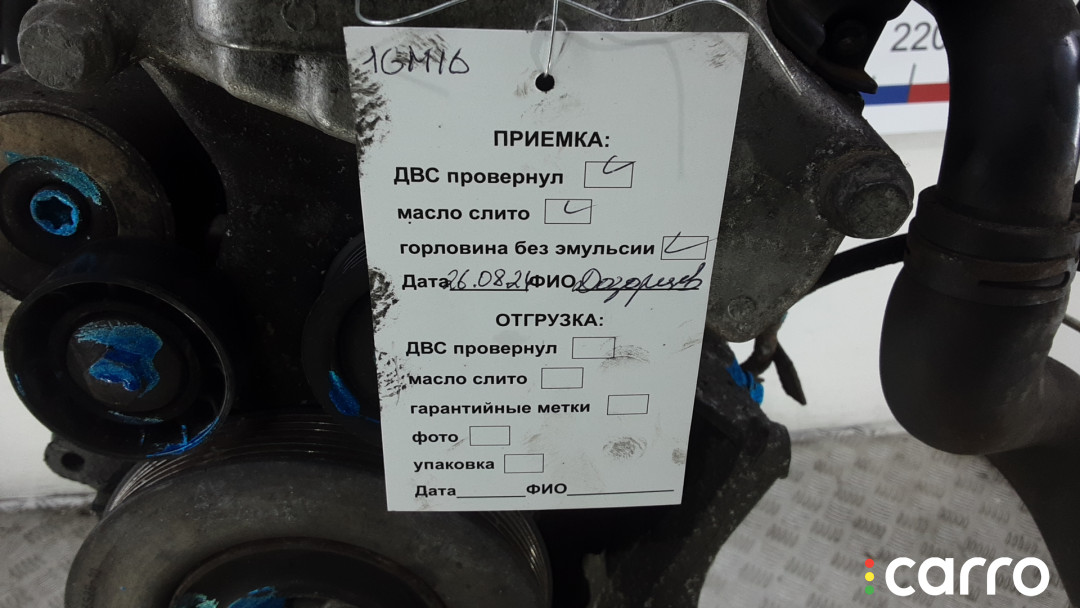 1GM16
220
ПРИЕМКА:
ДВС провернул
масло слито
горловина без эмульсии
Дата 26.08.24 ФИО Дозорцев
ОТГРУЗКА:
ДВС провернул
масло слито
гарантийные метки
фото
упаковка
Дата ФИО
carro